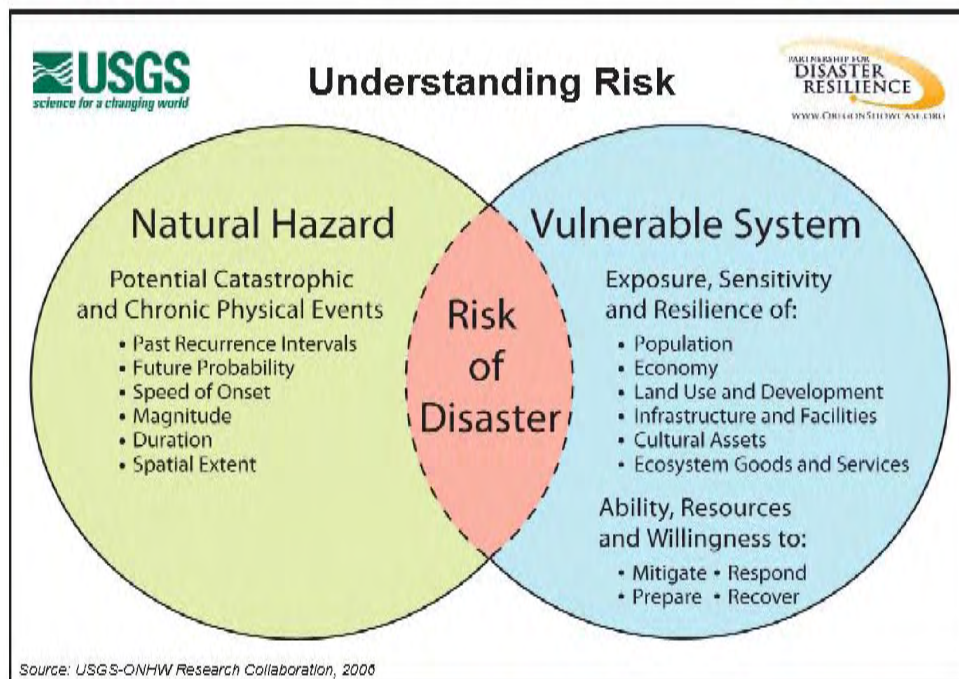 USGS
science for a changing world
Understanding Risk
PARTNERSHIP FOR
DISASTER
RESILIENCE
WWW.OREGONSHOWCASE.ORG
Natural Hazard
Potential Catastrophic
and Chronic Physical Events
• Past Recurrence Intervals
• Future Probability
• Speed of Onset
• Magnitude
• Duration
• Spatial Extent
Risk
of
Disaster
Vulnerable System
Exposure, Sensitivity
and Resilience of:
• Population
• Economy
• Land Use and Development
• Infrastructure and Facilities
• Cultural Assets
• Ecosystem Goods and Services
Ability, Resources
and Willingness to:
• Mitigate • Respond
• Prepare • Recover
Source: USGS-ONHW Research Collaboration, 2006